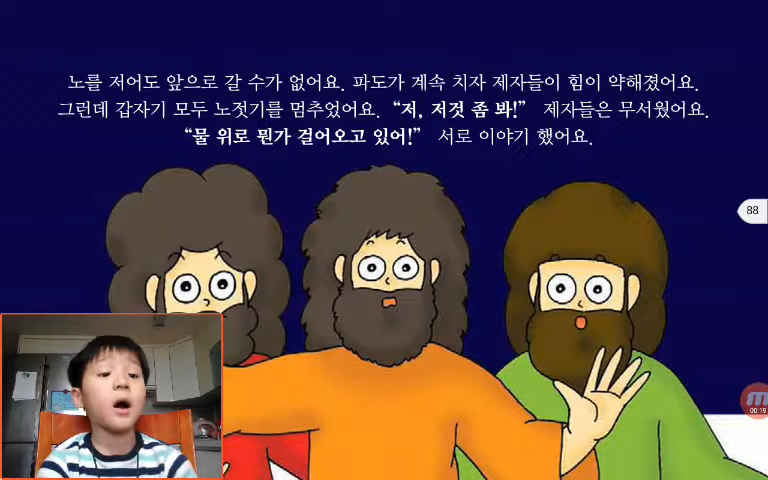 노를 저어도 앞으로 갈 수가 없어요. 파도가 계속 치자 제자들이 힘이 약해졌어요.
그런데 갑자기 모두 노젓기를 멈추었어요. “저, 저것 좀 봐!” 제자들은 무서웠어요.
“물 위로 뭔가 걸어오고 있어!” 서로 이야기 했어요.
88
00:19